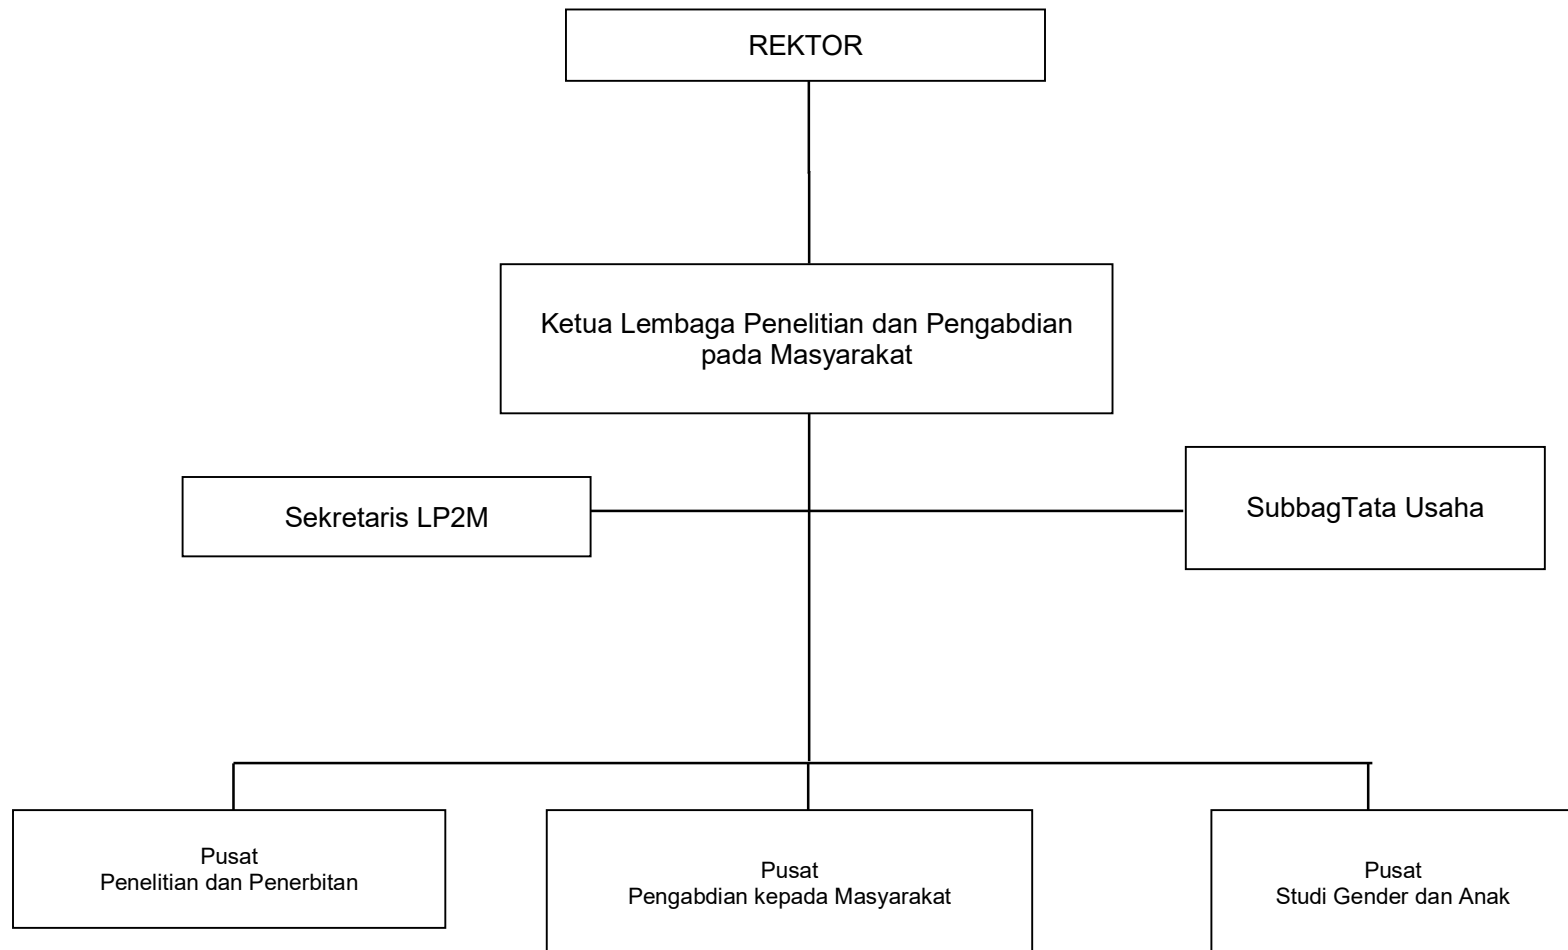 REKTOR
Ketua Lembaga Penelitian dan Pengabdian
pada Masyarakat
Sekretaris LP2M
SubbagTata Usaha
Pusat
Penelitian dan Penerbitan
Pusat
Pengabdian kepada Masyarakat
Pusat
Studi Gender dan Anak